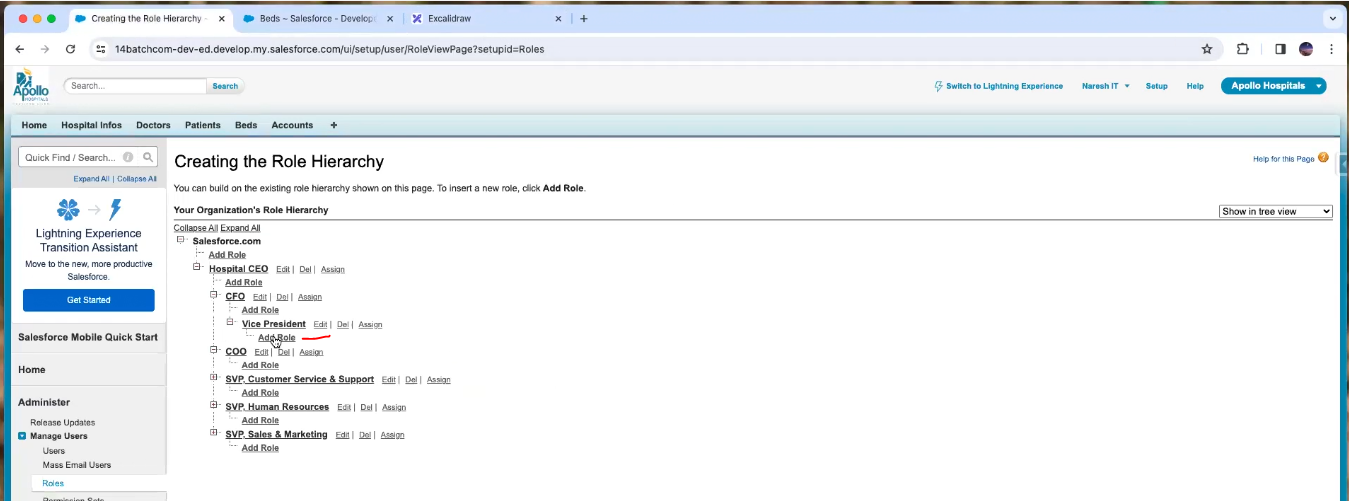 Creating the Role Hierarchy -
Beds ~ Salesforce - Develope
Excalidraw
14batchcom-dev-ed.develop.my.salesforce.com/ui/setup/user/RoleViewPage?setupid=Roles
Apollo
HOSPITALS
Search...
Search
Switch to Lightning Experience
Naresh IT
Setup
Help
Apollo Hospitals
Home Hospital Infos Doctors Patients Beds Accounts +
Quick Find / Search...
Expand All | Collapse All
Lightning Experience
Transition Assistant
Move to the new, more productive
Salesforce.
Get Started
Salesforce Mobile Quick Start
Home
Administer
Release Updates
Manage Users
Users
Mass Email Users
Roles
Permission Sets
Creating the Role Hierarchy
Help for this Page ?
You can build on the existing role hierarchy shown on this page. To insert a new role, click Add Role.
Your Organization's Role Hierarchy
Show in tree view
Collapse All Expand All
Salesforce.com
Add Role
Hospital CEO Edit | Del | Assign
Add Role
CFO Edit | Del | Assign
Add Role
Vice President Edit | Del | Assign
Add Role
COO Edit | Del | Assign
Add Role
SVP, Customer Service & Support Edit | Del | Assign
Add Role
SVP, Human Resources Edit | Del | Assign
Add Role
SVP, Sales & Marketing Edit | Del | Assign
Add Role